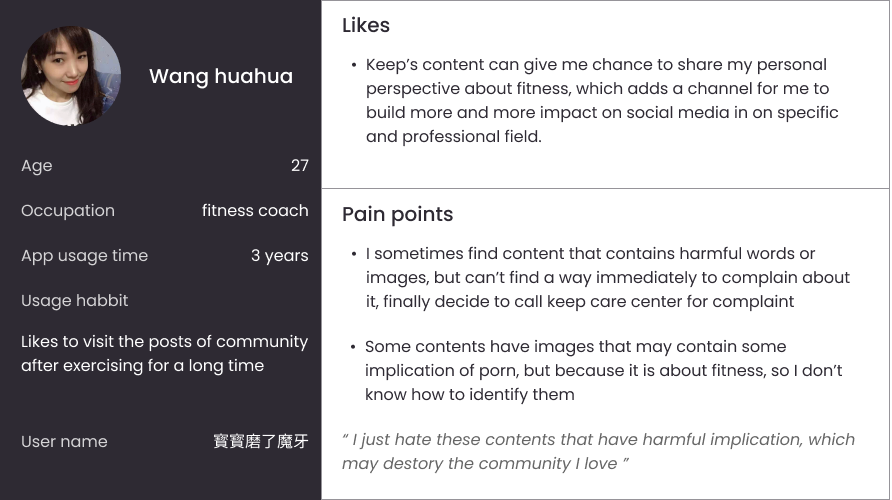 Wang huahua
Age 27
Occupation fitness coach
App usage time 3 years
Usage habbit
Likes to visit the posts of community
after exercising for a long time
User name 寳寳磨了魔牙
Likes
• Keep’s content can give me chance to share my personal
perspective about fitness, which adds a channel for me to
build more and more impact on social media in on specific
and professional field.
Pain points
• I sometimes find content that contains harmful words or
images, but can’t find a way immediately to complain about
it, finally decide to call keep care center for complaint
• Some contents have images that may contain some
implication of porn, but because it is about fitness, so I don’t
know how to identify them
“ I just hate these contents that have harmful implication, which
may destory the community I love ”